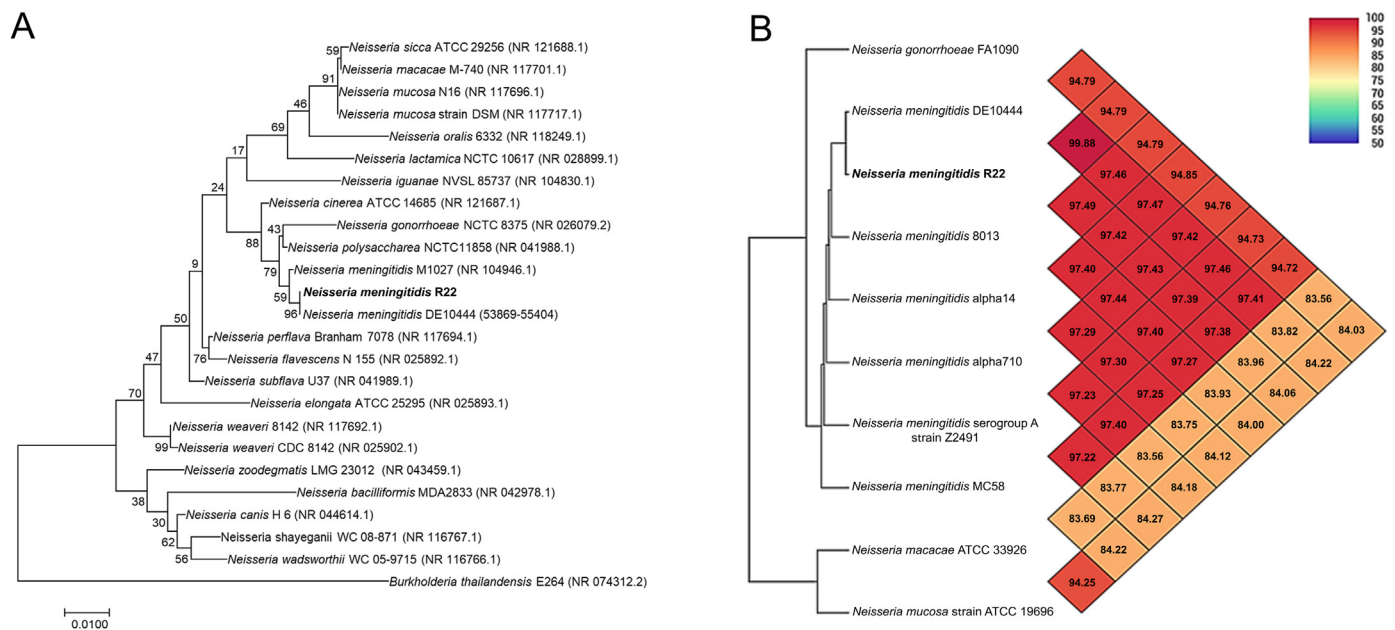 A
59
Neisseria sicca ATCC 29256 (NR 121688.1)
Neisseria macacae M-740 (NR 117701.1)
91
Neisseria mucosa N16 (NR 117696.1)
46
Neisseria mucosa strain DSM (NR 117717.1)
69
Neisseria oralis 6332 (NR 118249.1)
17
Neisseria lactamica NCTC 10617 (NR 028899.1)
24
Neisseria iguanae NVSL 85737 (NR 104830.1)
Neisseria cinerea ATCC 14685 (NR 121687.1)
43
Neisseria gonorrhoeae NCTC 8375 (NR 026079.2)
88
Neisseria polysaccharea NCTC11858 (NR 041988.1)
9
79
Neisseria meningitidis M1027 (NR 104946.1)
59
Neisseria meningitidis R22
96
Neisseria meningitidis DE10444 (53869-55404)
50
Neisseria perflava Branham 7078 (NR 117694.1)
76
Neisseria flavescens N 155 (NR 025892.1)
47
Neisseria subflava U37 (NR 041989.1)
70
Neisseria elongata ATCC 25295 (NR 025893.1)
Neisseria weaveri 8142 (NR 117692.1)
99
Neisseria weaveri CDC 8142 (NR 025902.1)
Neisseria zoodegmatis LMG 23012 (NR 043459.1)
38
Neisseria bacilliformis MDA2833 (NR 042978.1)
30
Neisseria canis H 6 (NR 044614.1)
62
Neisseria shayeganii WC 08-871 (NR 116767.1)
56
Neisseria wadsworthii WC 05-9715 (NR 116766.1)
Burkholderia thailandensis E264 (NR 074312.2)
0.0100
B
Neisseria gonorrhoeae FA1090
Neisseria meningitidis DE10444
Neisseria meningitidis R22
Neisseria meningitidis 8013
Neisseria meningitidis alpha14
Neisseria meningitidis alpha710
Neisseria meningitidis serogroup A
strain Z2491
Neisseria meningitidis MC58
Neisseria macacae ATCC 33926
Neisseria mucosa strain ATCC 19696
94.79
94.79
99.88 94.79
97.46 94.85
97.49 97.47 94.76
97.42 97.42 94.73
97.40 97.43 97.46 94.72
97.44 97.39 97.41 83.56
97.29 97.40 97.38 83.82 84.03
97.30 97.27 83.96 84.22
97.23 97.25 83.93 84.06
97.40 83.75 84.00
97.22 83.56 84.12
83.77 84.18
83.69 84.27
84.22
94.25
100
95
90
85
80
75
70
65
60
55
50